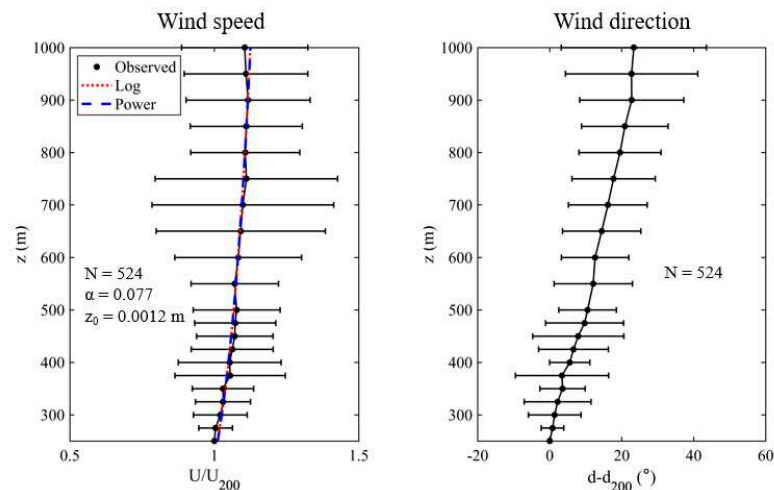 Wind speed
Wind direction
1000
900
800
700
600
500
400
300
z (m)
Observed
Log
Power
N = 524
α = 0.077
z0 = 0.0012 m
0.5
1
1.5
U/U200
1000
900
800
700
600
500
400
300
z (m)
N = 524
-20
0
20
40
60
d-d200 (°)